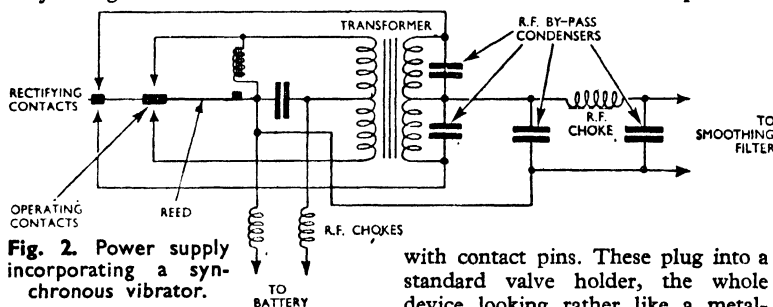 TRANSFORMER
R.F. BY-PASS
CONDENSERS
RECTIFYING
CONTACTS
R.F.
CHOKE
TO
SMOOTHING
FILTER
OPERATING
CONTACTS
REED
R.F. CHOKES
TO
BATTERY
Fig. 2. Power supply
incorporating a syn-
chronous vibrator.
with contact pins. These plug into a
standard valve holder, the whole
device looking rather like a metal-